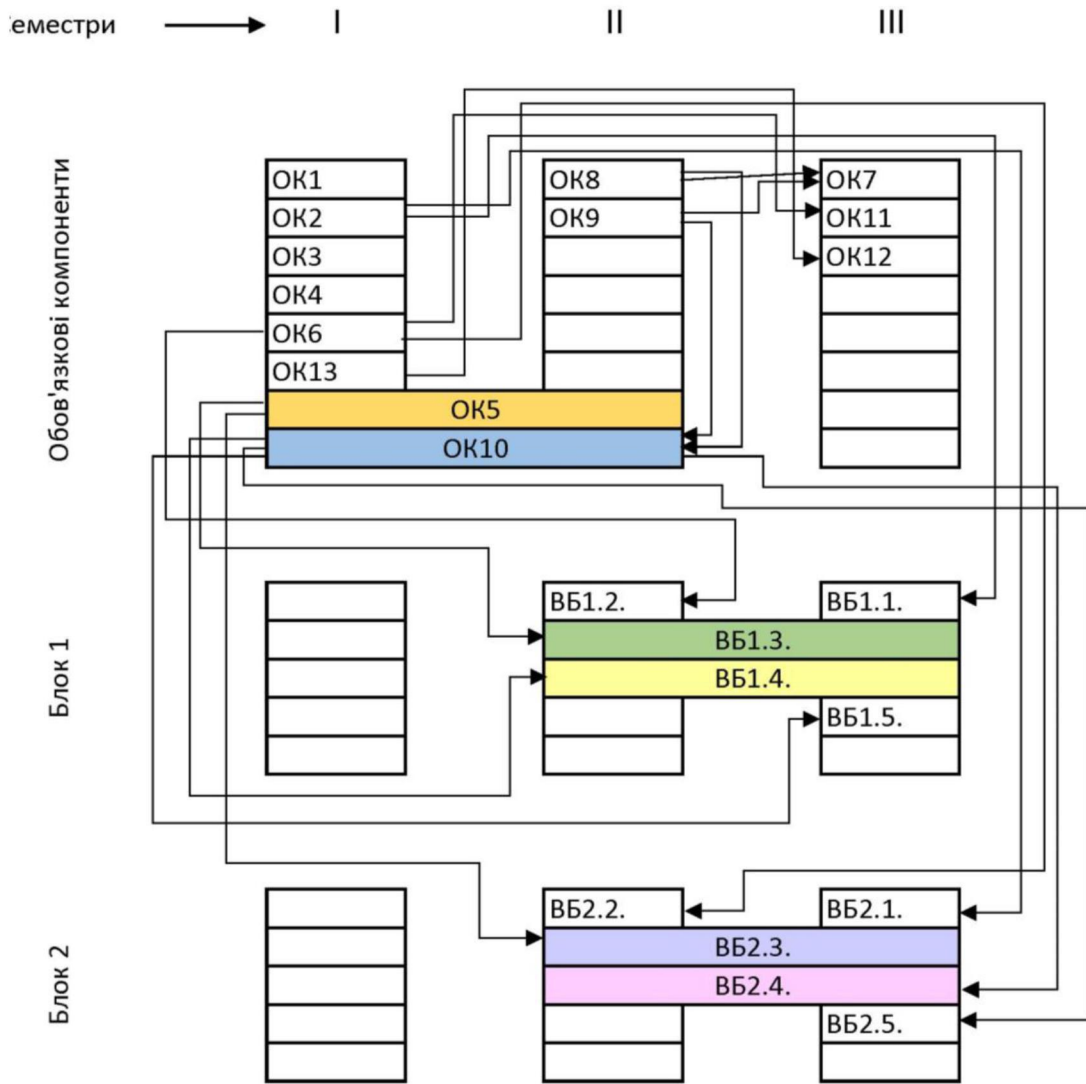 еместри I II III
Обов'язкові компоненти
ОК1 ОК8 ОК7
ОК2 ОК9 ОК11
ОК3 ОК12
ОК4
ОК6
ОК13
ОК5
ОК10
Блок 1
ВБ1.2. ВБ1.1.
ВБ1.3.
ВБ1.4.
ВБ1.5.
Блок 2
ВБ2.2. ВБ2.1.
ВБ2.3.
ВБ2.4.
ВБ2.5.